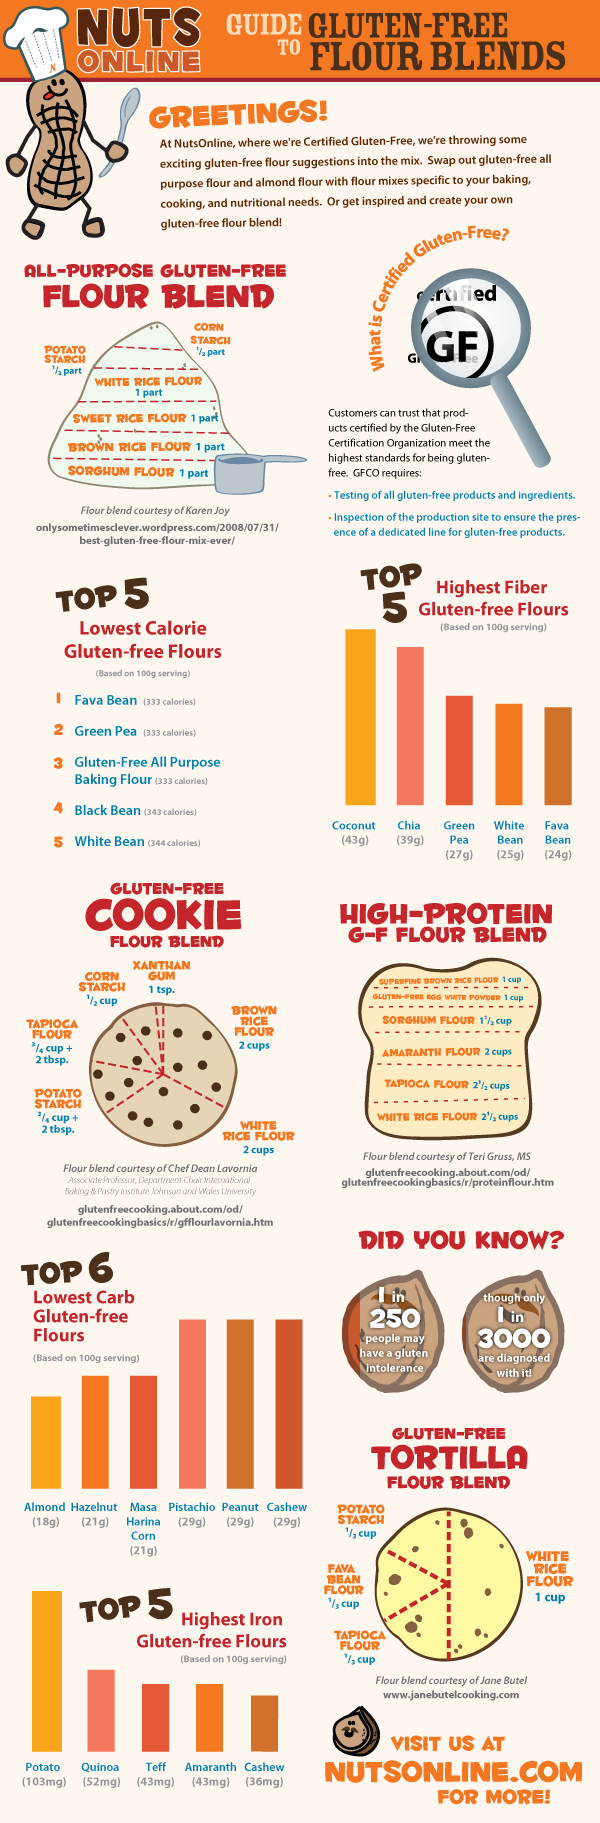 NUTS
ONLINE
GUIDE TO
GLUTEN-FREE
FLOUR BLENDS
GREETINGS!
At NutsOnline, where we're Certified Gluten-Free, we're throwing some
exciting gluten-free flour suggestions into the mix. Swap out gluten-free all
purpose flour and almond flour with flour mixes specific to your baking,
cooking, and nutritional needs. Or get inspired and create your own
gluten-free flour blend!
ALL-PURPOSE GLUTEN-FREE
FLOUR BLEND
POTATO
STARCH
1/2 part
CORN
STARCH
1/2 part
WHITE RICE FLOUR
1 part
SWEET RICE FLOUR 1 part
BROWN RICE FLOUR 1 part
SORGHUM FLOUR 1 part
Flour blend courtesy of Karen Joy
onlysometimesclever.wordpress.com/2008/07/31/
best-gluten-free-flour-mix-ever/
What is Certified Gluten-Free?
certified
GF
Customers can trust that prod-
ucts certified by the Gluten-Free
Certification Organization meet the
highest standards for being gluten-
free. GFCO requires:
• Testing of all gluten-free products and ingredients.
• Inspection of the production site to ensure the pres-
ence of a dedicated line for gluten-free products.
TOP 5
Lowest Calorie
Gluten-free Flours
(Based on 100g serving)
1 Fava Bean (333 calories)
2 Green Pea (333 calories)
3 Gluten-Free All Purpose
Baking Flour (333 calories)
4 Black Bean (343 calories)
5 White Bean (344 calories)
TOP
5
Highest Fiber
Gluten-free Flours
(Based on 100g serving)
Coconut
(43g)
Chia
(39g)
Green
Pea
(27g)
White
Bean
(25g)
Fava
Bean
(24g)
GLUTEN-FREE
COOKIE
FLOUR BLEND
XANTHAN
GUM
1 tsp.
CORN
STARCH
1/2 cup
BROWN
RICE
FLOUR
2 cups
TAPIOCA
FLOUR
3/4 cup +
2 tbsp.
POTATO
STARCH
3/4 cup +
2 tbsp.
WHITE
RICE FLOUR
2 cups
Flour blend courtesy of Chef Dean Lavornia
Associate Professor, Department Chair International
Baking & Pastry Institute Johnson and Wales University
glutenfreecooking.about.com/od/
glutenfreecookingbasics/r/gfflourlavornia.htm
HIGH-PROTEIN
G-F FLOUR BLEND
SUPERFINE BROWN RICE FLOUR 1 cup
GLUTEN-FREE EGG WHITE POWDER 1 cup
SORGHUM FLOUR 1 1/2 cup
AMARANTH FLOUR 2 cups
TAPIOCA FLOUR 2 1/2 cups
WHITE RICE FLOUR 2 1/2 cups
Flour blend courtesy of Teri Gruss, MS
glutenfreecooking.about.com/od/
glutenfreecookingbasics/r/proteinflour.htm
TOP 6
Lowest Carb
Gluten-free
Flours
(Based on 100g serving)
Almond
(18g)
Hazelnut
(21g)
Masa
Harina
Corn
(21g)
Pistachio
(29g)
Peanut
(29g)
Cashew
(29g)
DID YOU KNOW?
1 in
250
people may
have a gluten
intolerance
though only
1 in
3000
are diagnosed
with it!
GLUTEN-FREE
TORTILLA
FLOUR BLEND
POTATO
STARCH
1/3 cup
FAVA
BEAN
FLOUR
1/3 cup
TAPIOCA
FLOUR
1/3 cup
WHITE
RICE
FLOUR
1 cup
Flour blend courtesy of Jane Butel
www.janebutelcooking.com
TOP 5
Highest Iron
Gluten-free Flours
(Based on 100g serving)
Potato
(103mg)
Quinoa
(52mg)
Teff
(43mg)
Amaranth
(43mg)
Cashew
(36mg)
VISIT US AT
NUTSONLINE.COM
FOR MORE!